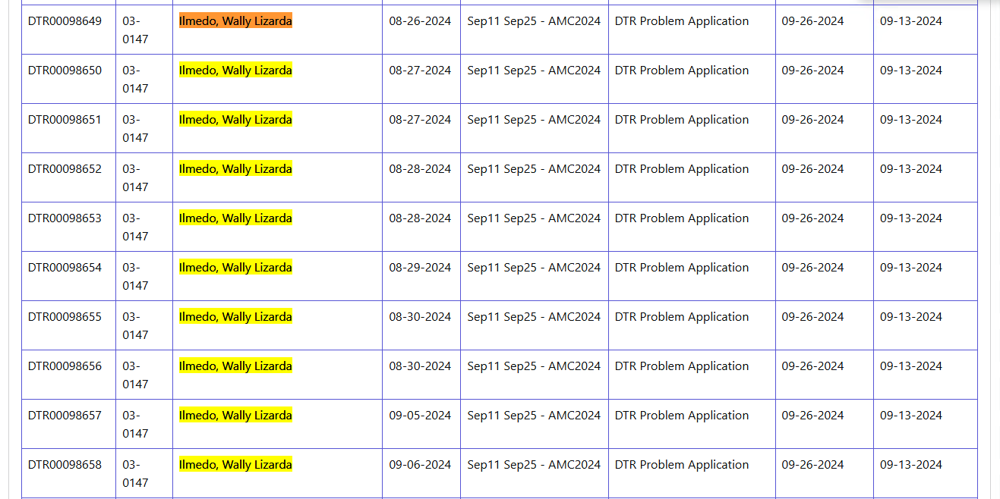 DTR00098649 03- Ilmedo, Wally Lizarda 08-26-2024 Sep11 Sep25 - AMC2024 DTR Problem Application 09-26-2024 09-13-2024
0147
DTR00098650 03- Ilmedo, Wally Lizarda 08-27-2024 Sep11 Sep25 - AMC2024 DTR Problem Application 09-26-2024 09-13-2024
0147
DTR00098651 03- Ilmedo, Wally Lizarda 08-27-2024 Sep11 Sep25 - AMC2024 DTR Problem Application 09-26-2024 09-13-2024
0147
DTR00098652 03- Ilmedo, Wally Lizarda 08-28-2024 Sep11 Sep25 - AMC2024 DTR Problem Application 09-26-2024 09-13-2024
0147
DTR00098653 03- Ilmedo, Wally Lizarda 08-28-2024 Sep11 Sep25 - AMC2024 DTR Problem Application 09-26-2024 09-13-2024
0147
DTR00098654 03- Ilmedo, Wally Lizarda 08-29-2024 Sep11 Sep25 - AMC2024 DTR Problem Application 09-26-2024 09-13-2024
0147
DTR00098655 03- Ilmedo, Wally Lizarda 08-30-2024 Sep11 Sep25 - AMC2024 DTR Problem Application 09-26-2024 09-13-2024
0147
DTR00098656 03- Ilmedo, Wally Lizarda 08-30-2024 Sep11 Sep25 - AMC2024 DTR Problem Application 09-26-2024 09-13-2024
0147
DTR00098657 03- Ilmedo, Wally Lizarda 09-05-2024 Sep11 Sep25 - AMC2024 DTR Problem Application 09-26-2024 09-13-2024
0147
DTR00098658 03- Ilmedo, Wally Lizarda 09-06-2024 Sep11 Sep25 - AMC2024 DTR Problem Application 09-26-2024 09-13-2024
0147